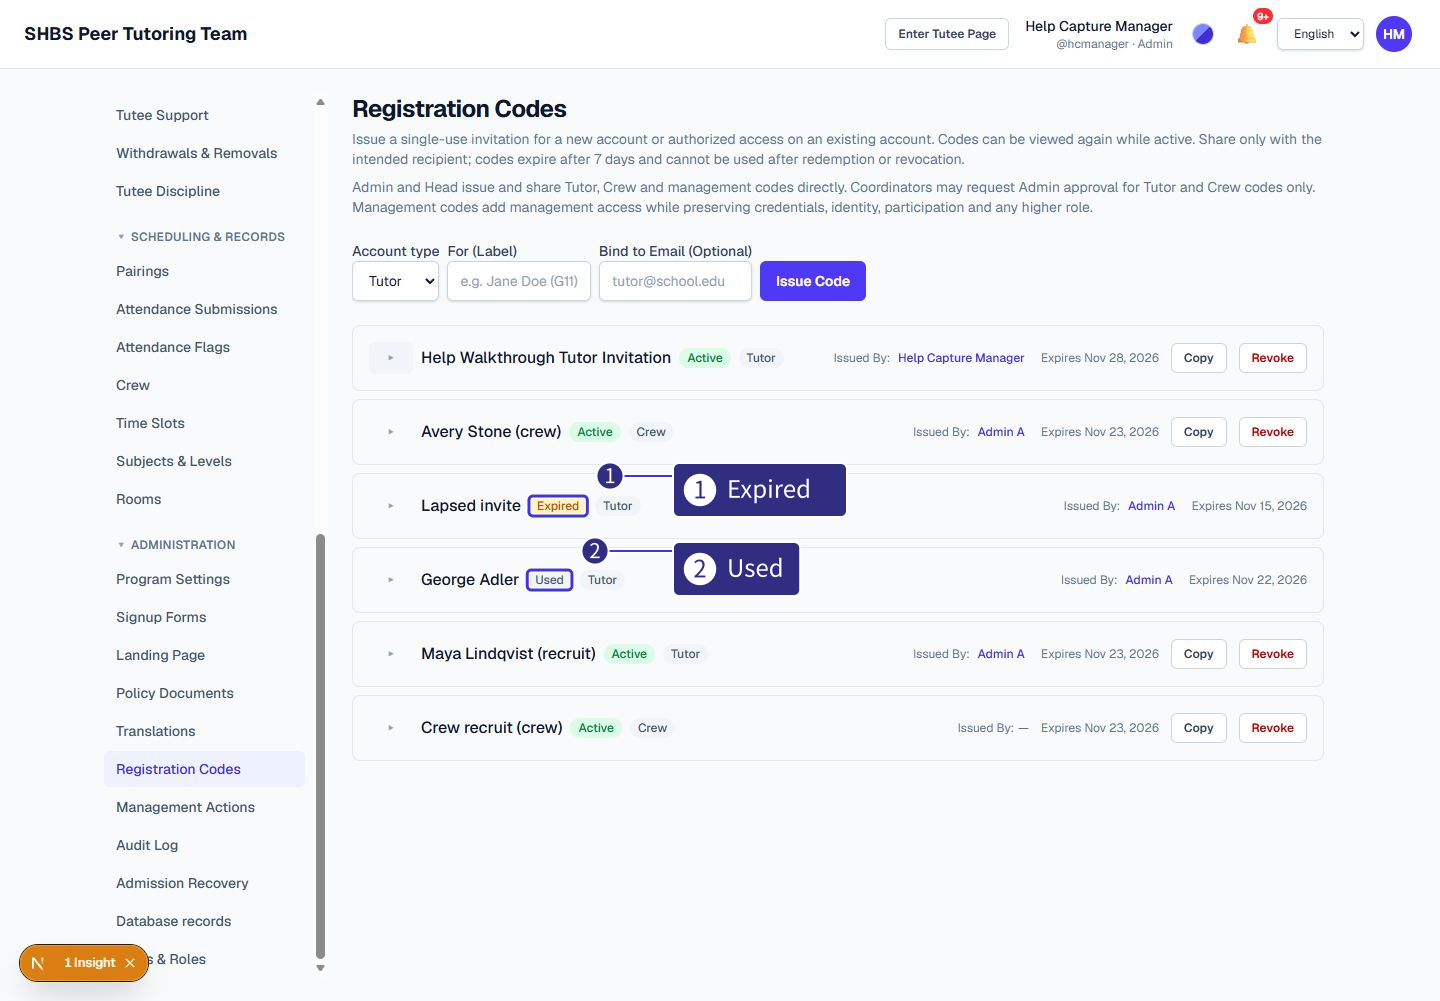 SHBS Peer Tutoring Team
Enter Tutee Page
Help Capture Manager
@hcmanager · Admin
9+
English
HM
Tutee Support
Withdrawals & Removals
Tutee Discipline
SCHEDULING & RECORDS
Pairings
Attendance Submissions
Attendance Flags
Crew
Time Slots
Subjects & Levels
Rooms
ADMINISTRATION
Program Settings
Signup Forms
Landing Page
Policy Documents
Translations
Registration Codes
Management Actions
Audit Log
Admission Recovery
Database records
& Roles
1 Insight
Registration Codes
Issue a single-use invitation for a new account or authorized access on an existing account. Codes can be viewed again while active. Share only with the
intended recipient; codes expire after 7 days and cannot be used after redemption or revocation.
Admin and Head issue and share Tutor, Crew and management codes directly. Coordinators may request Admin approval for Tutor and Crew codes only.
Management codes add management access while preserving credentials, identity, participation and any higher role.
Account type For (Label) Bind to Email (Optional)
Tutor e.g. Jane Doe (G11) tutor@school.edu Issue Code
Help Walkthrough Tutor Invitation Active Tutor Issued By: Help Capture Manager Expires Nov 28, 2026 Copy Revoke
Avery Stone (crew) Active Crew Issued By: Admin A Expires Nov 23, 2026 Copy Revoke
1 1 Expired
Lapsed invite Expired Tutor Issued By: Admin A Expires Nov 15, 2026
2 2 Used
George Adler Used Tutor Issued By: Admin A Expires Nov 22, 2026
Maya Lindqvist (recruit) Active Tutor Issued By: Admin A Expires Nov 23, 2026 Copy Revoke
Crew recruit (crew) Active Crew Issued By: — Expires Nov 23, 2026 Copy Revoke